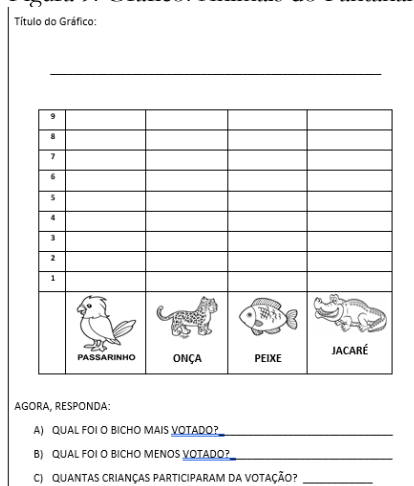 Figura 9: Gráfico: Animais do Pantanal
Título do Gráfico:
9
8
7
6
5
4
3
2
1
PASSARINHO ONÇA PEIXE JACARÉ
AGORA, RESPONDA:
A) QUAL FOI O BICHO MAIS VOTADO?
B) QUAL FOI O BICHO MENOS VOTADO?
C) QUANTAS CRIANÇAS PARTICIPARAM DA VOTAÇÃO?